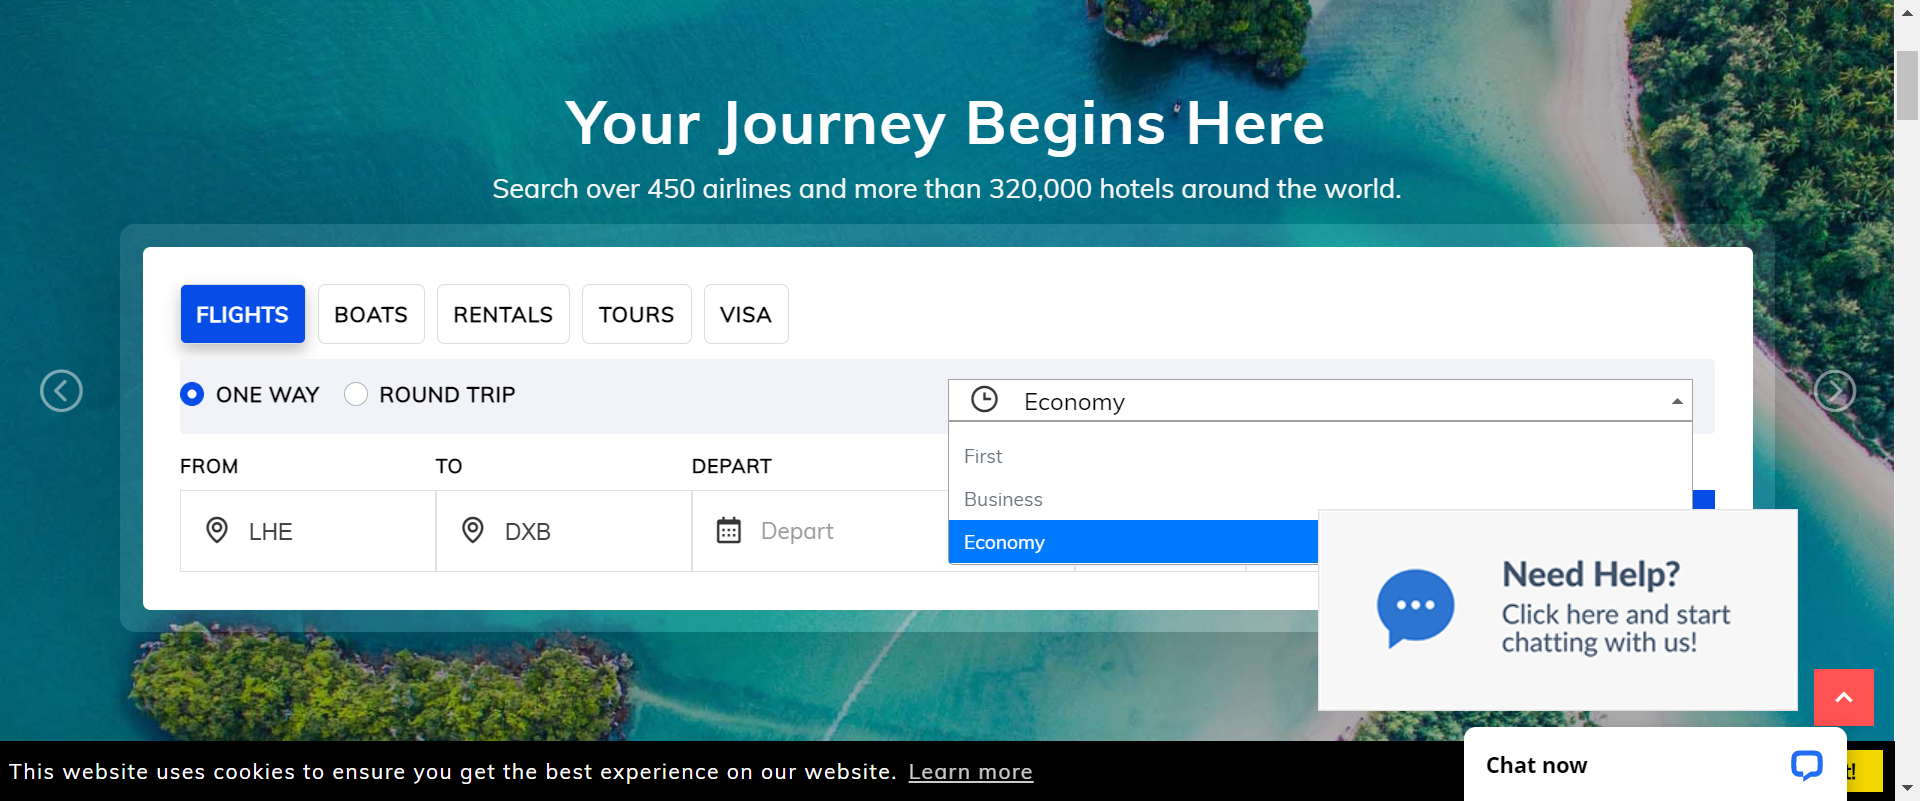 Your Journey Begins Here
Search over 450 airlines and more than 320,000 hotels around the world.
FLIGHTS
BOATS
RENTALS
TOURS
VISA
ONE WAY
ROUND TRIP
Economy
First
Business
Economy
FROM
TO
DEPART
LHE
DXB
Depart
Need Help?
Click here and start
chatting with us!
This website uses cookies to ensure you get the best experience on our website. Learn more
Chat now